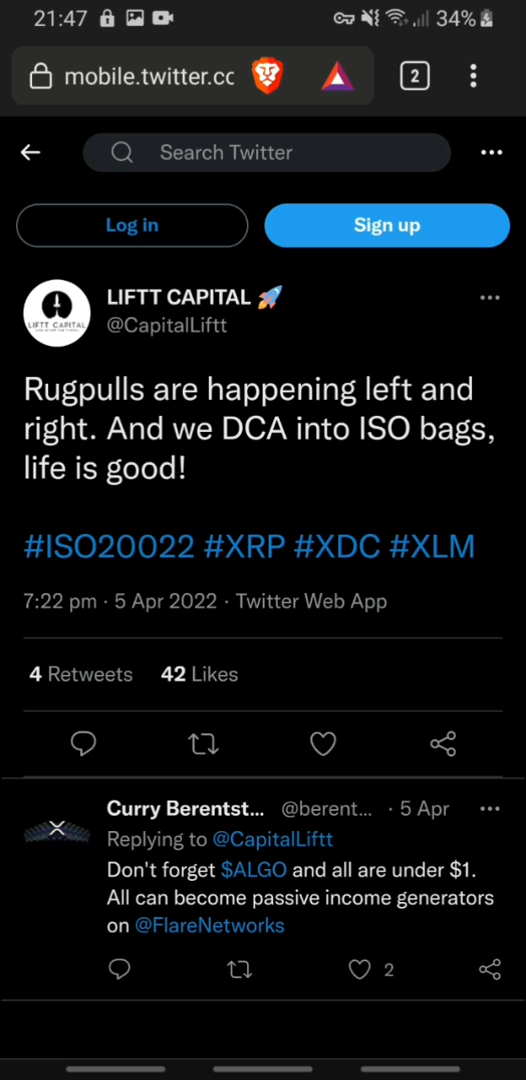 21:47 34%
mobile.twitter.cc 2
Search Twitter
Log in Sign up
LIFTT CAPITAL 🚀
@CapitalLiftt
LIFTT CAPITAL
Rugpulls are happening left and
right. And we DCA into ISO bags,
life is good!
#ISO20022 #XRP #XDC #XLM
7:22 pm · 5 Apr 2022 · Twitter Web App
4 Retweets 42 Likes
Curry Berentst... @berent... · 5 Apr
Replying to @CapitalLiftt
Don't forget $ALGO and all are under $1.
All can become passive income generators
on @FlareNetworks
2